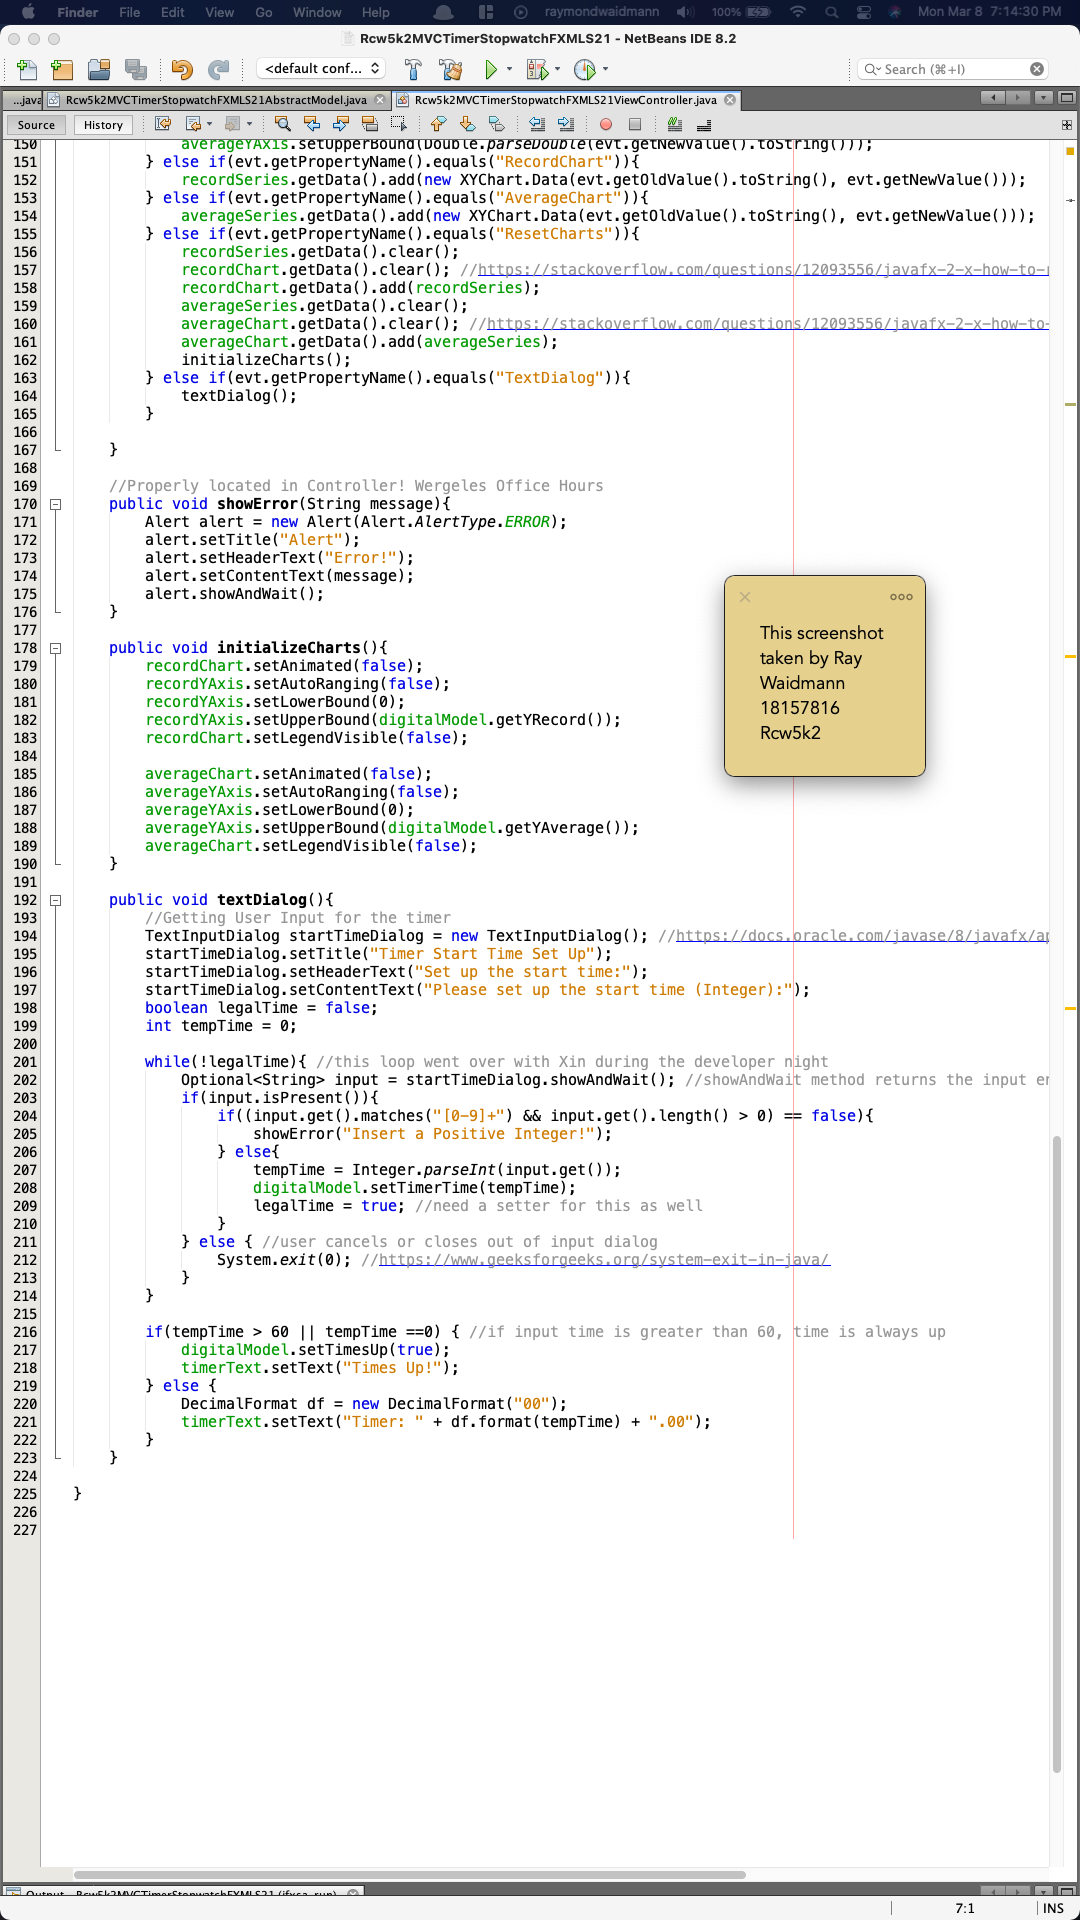 Finder File Edit View Go Window Help raymondwaidmann 100% Mon Mar 8 7:14:30 PM
Rcw5k2MVCTimerStopwatchFXMLS21 - NetBeans IDE 8.2
<default conf... Search (⌘+I)
...java Rcw5k2MVCTimerStopwatchFXMLS21AbstractModel.java Rcw5k2MVCTimerStopwatchFXMLS21ViewController.java
Source History
150 averageYAxis.setUpperBound(Double.parseDouble(evt.getNewValue().toString()));
151 } else if(evt.getPropertyName().equals("RecordChart")){
152 recordSeries.getData().add(new XYChart.Data(evt.getOldValue().toString(), evt.getNewValue()));
153 } else if(evt.getPropertyName().equals("AverageChart")){
154 averageSeries.getData().add(new XYChart.Data(evt.getOldValue().toString(), evt.getNewValue()));
155 } else if(evt.getPropertyName().equals("ResetCharts")){
156 recordSeries.getData().clear();
157 recordChart.getData().clear(); //https://stackoverflow.com/questions/12093556/javafx-2-x-how-to-
158 recordChart.getData().add(recordSeries);
159 averageSeries.getData().clear();
160 averageChart.getData().clear(); //https://stackoverflow.com/questions/12093556/javafx-2-x-how-to-
161 averageChart.getData().add(averageSeries);
162 initializeCharts();
163 } else if(evt.getPropertyName().equals("TextDialog")){
164 textDialog();
165 }
166
167 }
168
169 //Properly located in Controller! Wergeles Office Hours
170 public void showError(String message){
171 Alert alert = new Alert(Alert.AlertType.ERROR);
172 alert.setTitle("Alert");
173 alert.setHeaderText("Error!");
174 alert.setContentText(message);
175 alert.showAndWait();
176 }
177
178 public void initializeCharts(){
179 recordChart.setAnimated(false);
180 recordYAxis.setAutoRanging(false);
181 recordYAxis.setLowerBound(0);
182 recordYAxis.setUpperBound(digitalModel.getYRecord());
183 recordChart.setLegendVisible(false);
184
185 averageChart.setAnimated(false);
186 averageYAxis.setAutoRanging(false);
187 averageYAxis.setLowerBound(0);
188 averageYAxis.setUpperBound(digitalModel.getYAverage());
189 averageChart.setLegendVisible(false);
190 }
191
192 public void textDialog(){
193 //Getting User Input for the timer
194 TextInputDialog startTimeDialog = new TextInputDialog(); //https://docs.oracle.com/javase/8/javafx/ap
195 startTimeDialog.setTitle("Timer Start Time Set Up");
196 startTimeDialog.setHeaderText("Set up the start time:");
197 startTimeDialog.setContentText("Please set up the start time (Integer):");
198 boolean legalTime = false;
199 int tempTime = 0;
200
201 while(!legalTime){ //this loop went over with Xin during the developer night
202 Optional<String> input = startTimeDialog.showAndWait(); //showAndWait method returns the input en
203 if(input.isPresent()){
204 if((input.get().matches("[0-9]+") && input.get().length() > 0) == false){
205 showError("Insert a Positive Integer!");
206 } else{
207 tempTime = Integer.parseInt(input.get());
208 digitalModel.setTimerTime(tempTime);
209 legalTime = true; //need a setter for this as well
210 }
211 } else { //user cancels or closes out of input dialog
212 System.exit(0); //https://www.geeksforgeeks.org/system-exit-in-java/
213 }
214 }
215
216 if(tempTime > 60 || tempTime ==0) { //if input time is greater than 60, time is always up
217 digitalModel.setTimesUp(true);
218 timerText.setText("Times Up!");
219 } else {
220 DecimalFormat df = new DecimalFormat("00");
221 timerText.setText("Timer: " + df.format(tempTime) + ".00");
222 }
223 }
224
225 }
226
227
This screenshot
taken by Ray
Waidmann
18157816
Rcw5k2
Output - Rcw5k2MVCTimerStopwatchFXMLS21 (jfxsa-run)
7:1 INS